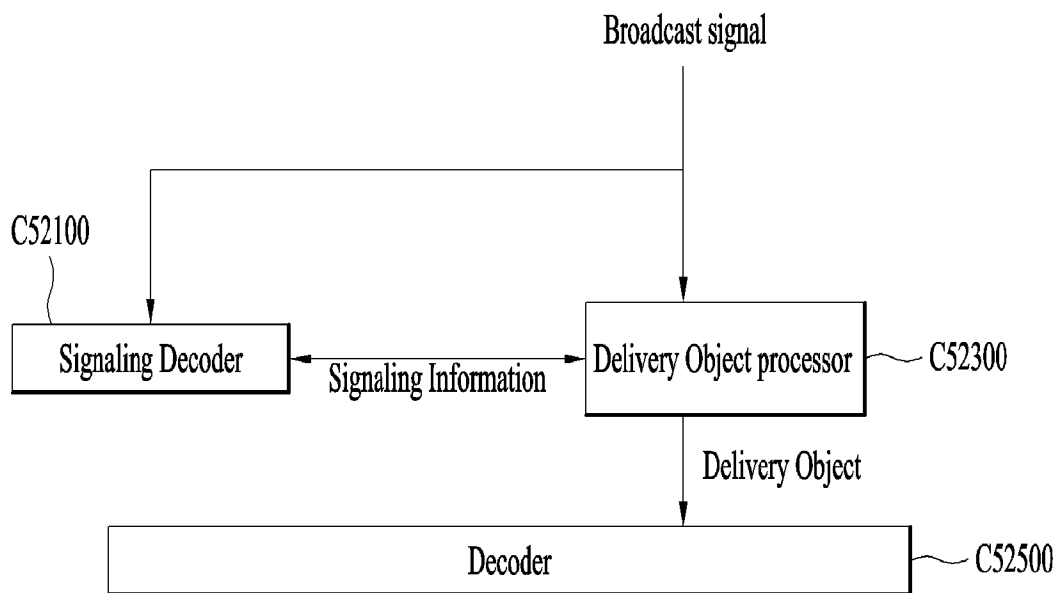 Broadcast signal
C52100
Signaling Decoder
Signaling Information
Delivery Object processor
C52300
Delivery Object
Decoder
C52500